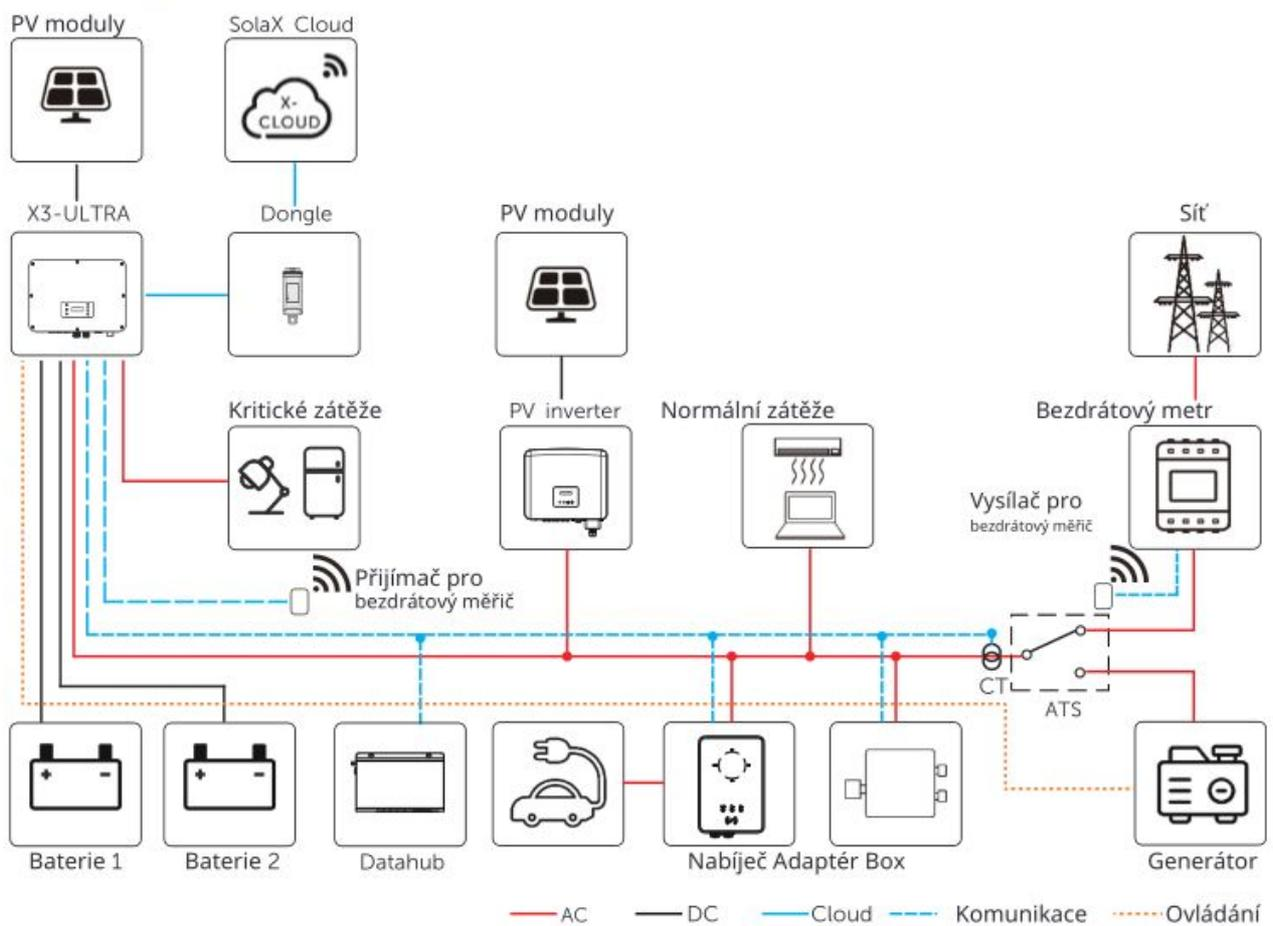 PV moduly
SolaX Cloud
X-
CLOUD
X3-ULTRA
Dongle
PV moduly
Síť
Kritické zátěže
PV inverter
Normální zátěže
Bezdrátový metr
Vysílač pro
bezdrátový měřič
Přijímač pro
bezdrátový měřič
CT
ATS
+ -
+ -
Baterie 1
Baterie 2
Datahub
Nabíječ Adaptér Box
Generátor
AC
DC
Cloud
Komunikace
Ovládání